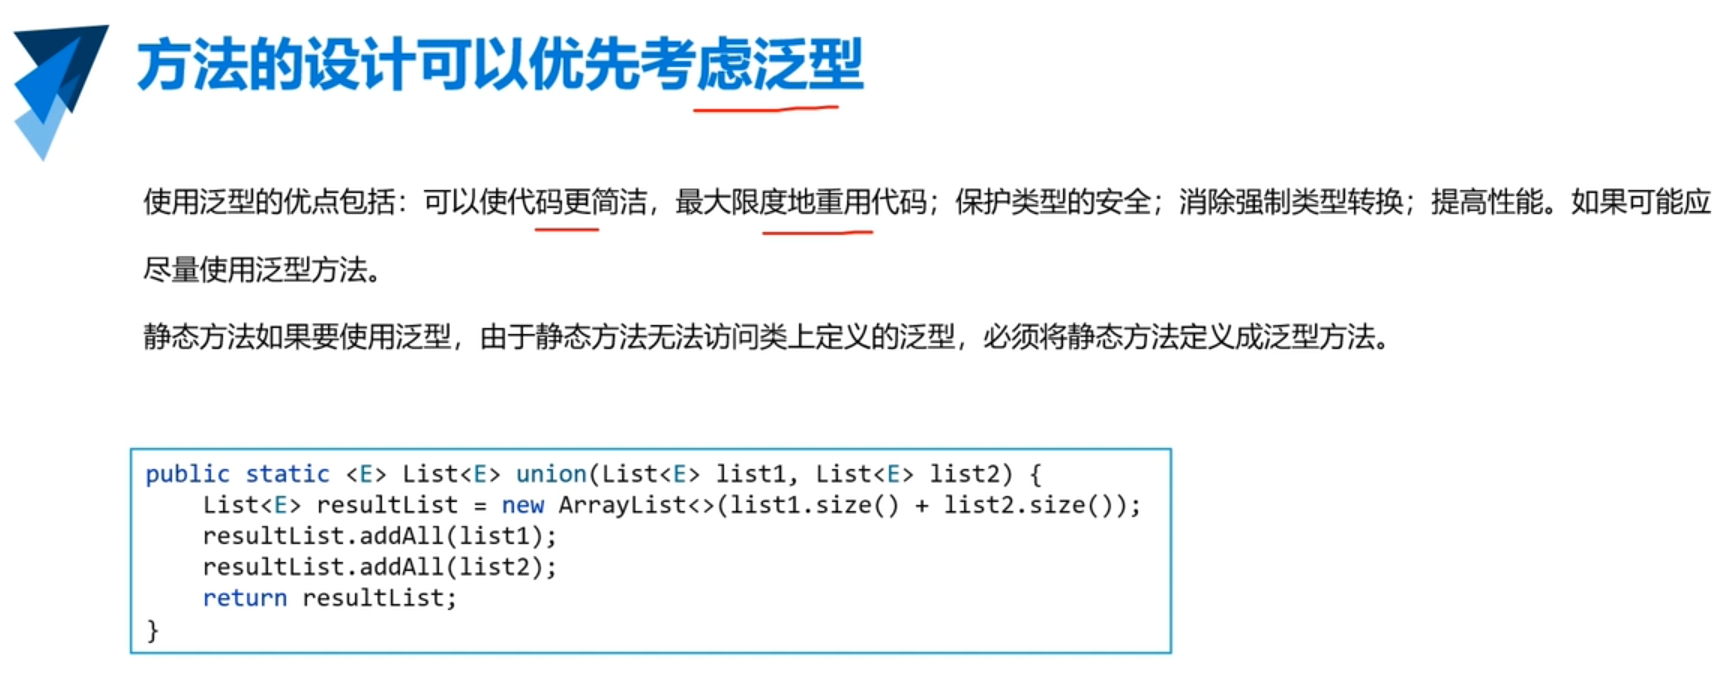 方法的设计可以优先考虑泛型
使用泛型的优点包括：可以使代码更简洁，最大限度地重用代码；保护类型的安全；消除强制类型转换；提高性能。如果可能应
尽量使用泛型方法。
静态方法如果要使用泛型，由于静态方法无法访问类上定义的泛型，必须将静态方法定义成泛型方法。
public static <E> List<E> union(List<E> list1, List<E> list2) {
    List<E> resultList = new ArrayList<>(list1.size() + list2.size());
    resultList.addAll(list1);
    resultList.addAll(list2);
    return resultList;
}